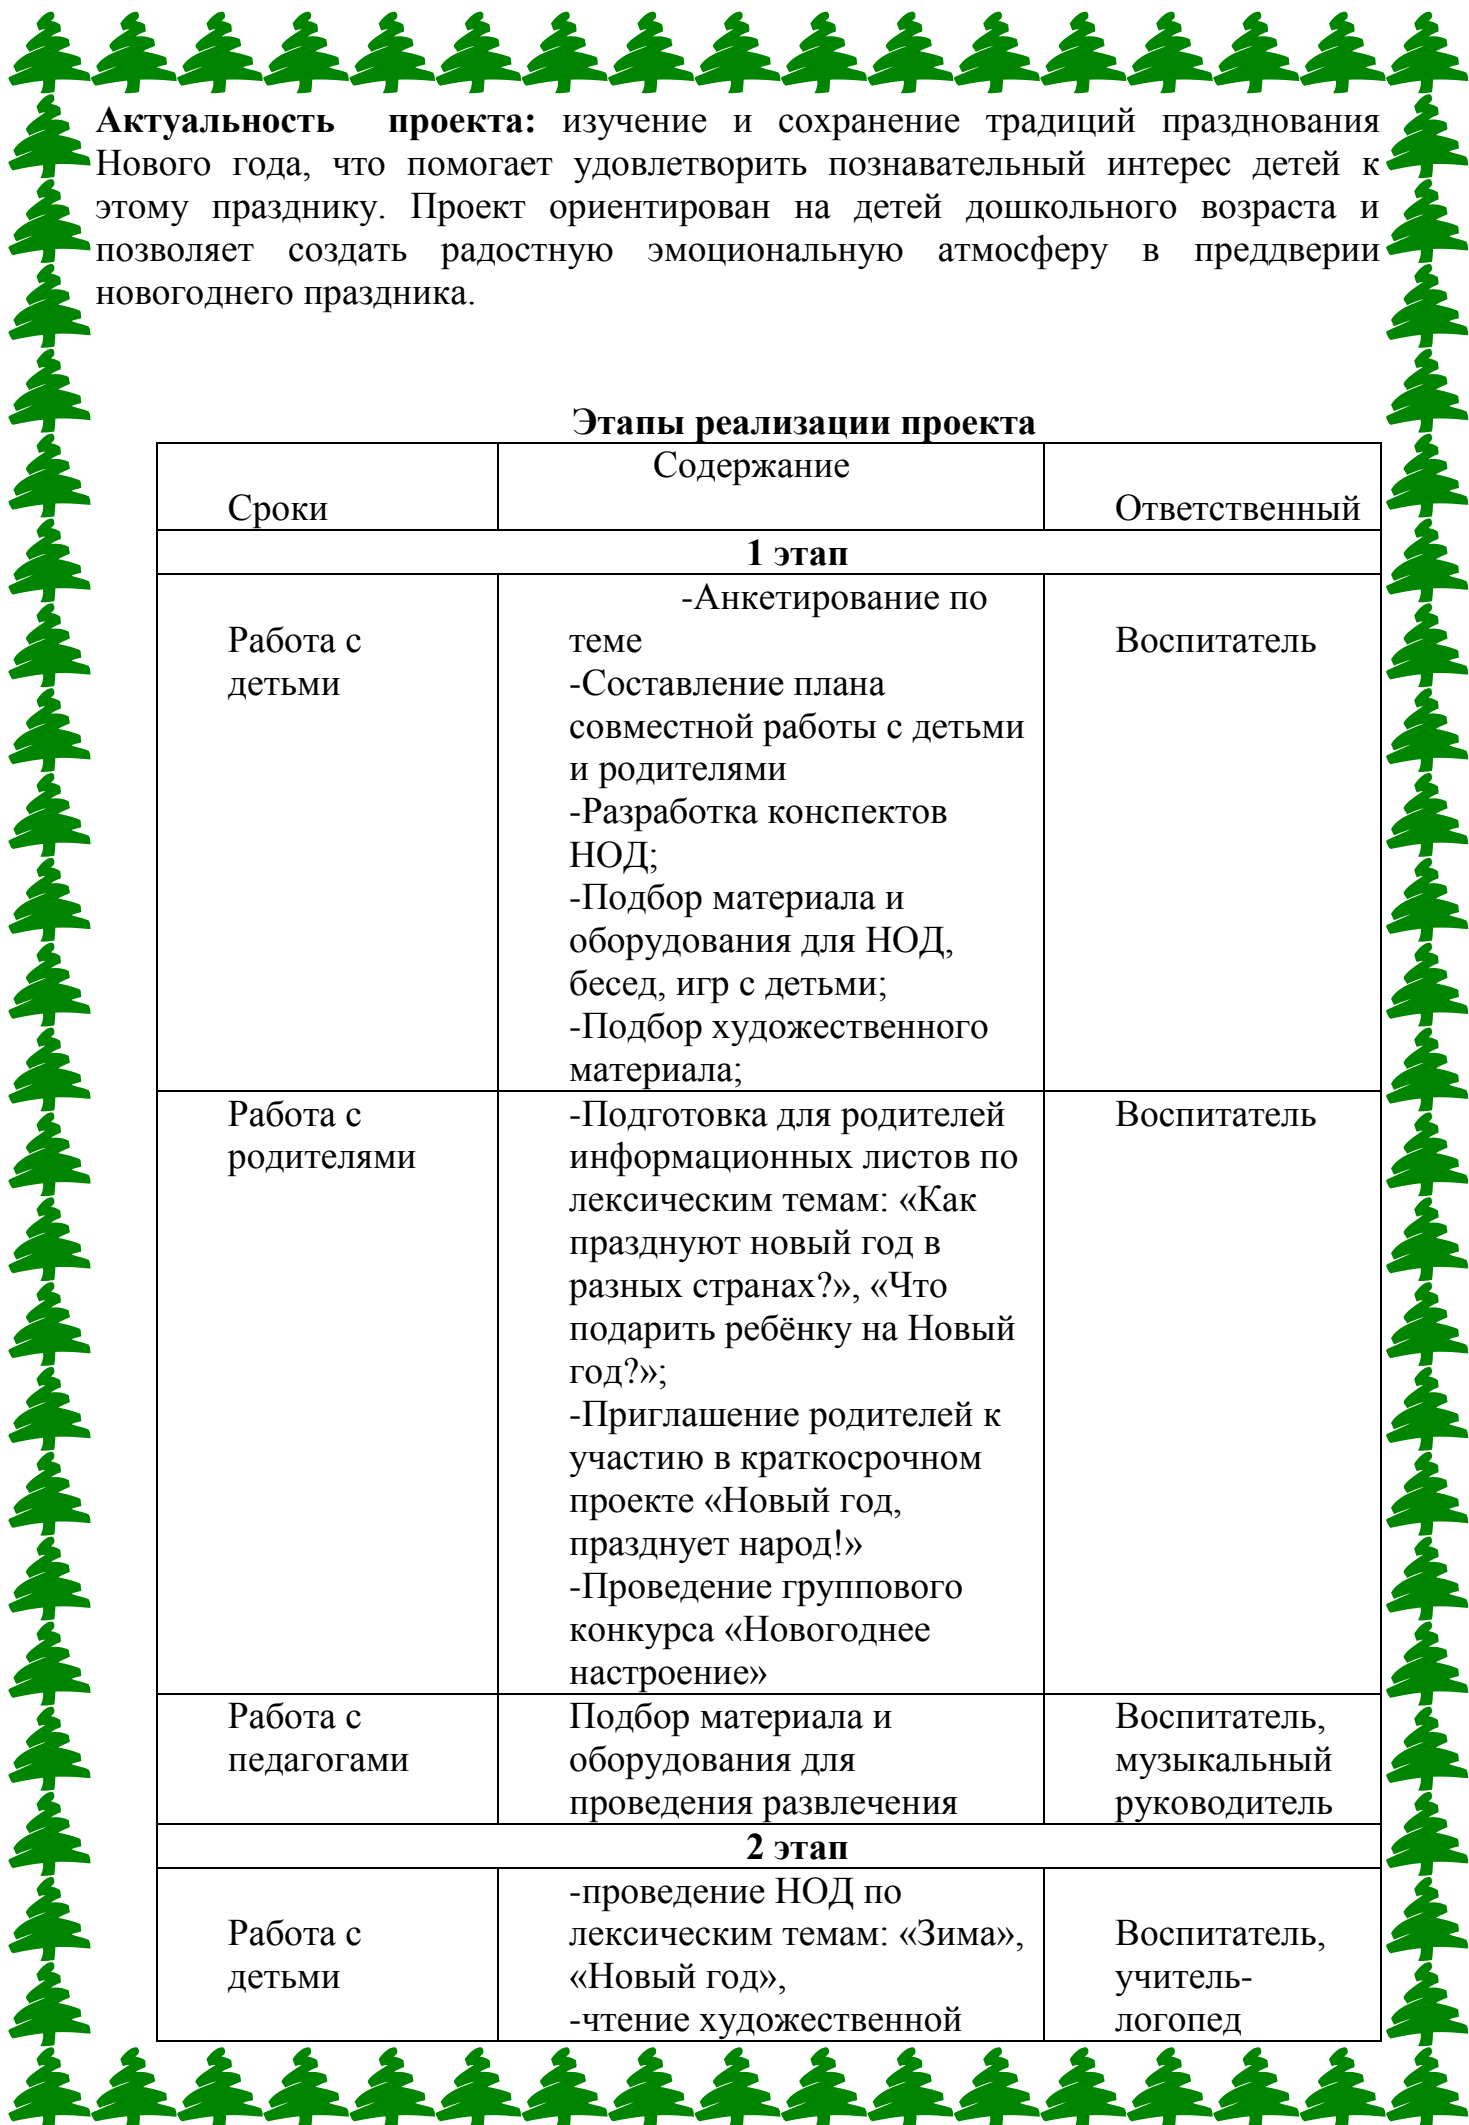 Актуальность проекта: изучение и сохранение традиций празднования
Нового года, что помогает удовлетворить познавательный интерес детей к
этому празднику. Проект ориентирован на детей дошкольного возраста и
позволяет создать радостную эмоциональную атмосферу в преддверии
новогоднего праздника.
Этапы реализации проекта
Сроки
Содержание
Ответственный
1 этап
Работа с
детьми
-Анкетирование по
теме
-Составление плана
совместной работы с детьми
и родителями
-Разработка конспектов
НОД;
-Подбор материала и
оборудования для НОД,
бесед, игр с детьми;
-Подбор художественного
материала;
Воспитатель
Работа с
родителями
-Подготовка для родителей
информационных листов по
лексическим темам: «Как
празднуют новый год в
разных странах?», «Что
подарить ребёнку на Новый
год?»;
-Приглашение родителей к
участию в краткосрочном
проекте «Новый год,
празднует народ!»
-Проведение группового
конкурса «Новогоднее
настроение»
Воспитатель
Работа с
педагогами
Подбор материала и
оборудования для
проведения развлечения
Воспитатель,
музыкальный
руководитель
2 этап
Работа с
детьми
-проведение НОД по
лексическим темам: «Зима»,
«Новый год»,
-чтение художественной
Воспитатель,
учитель-
логопед